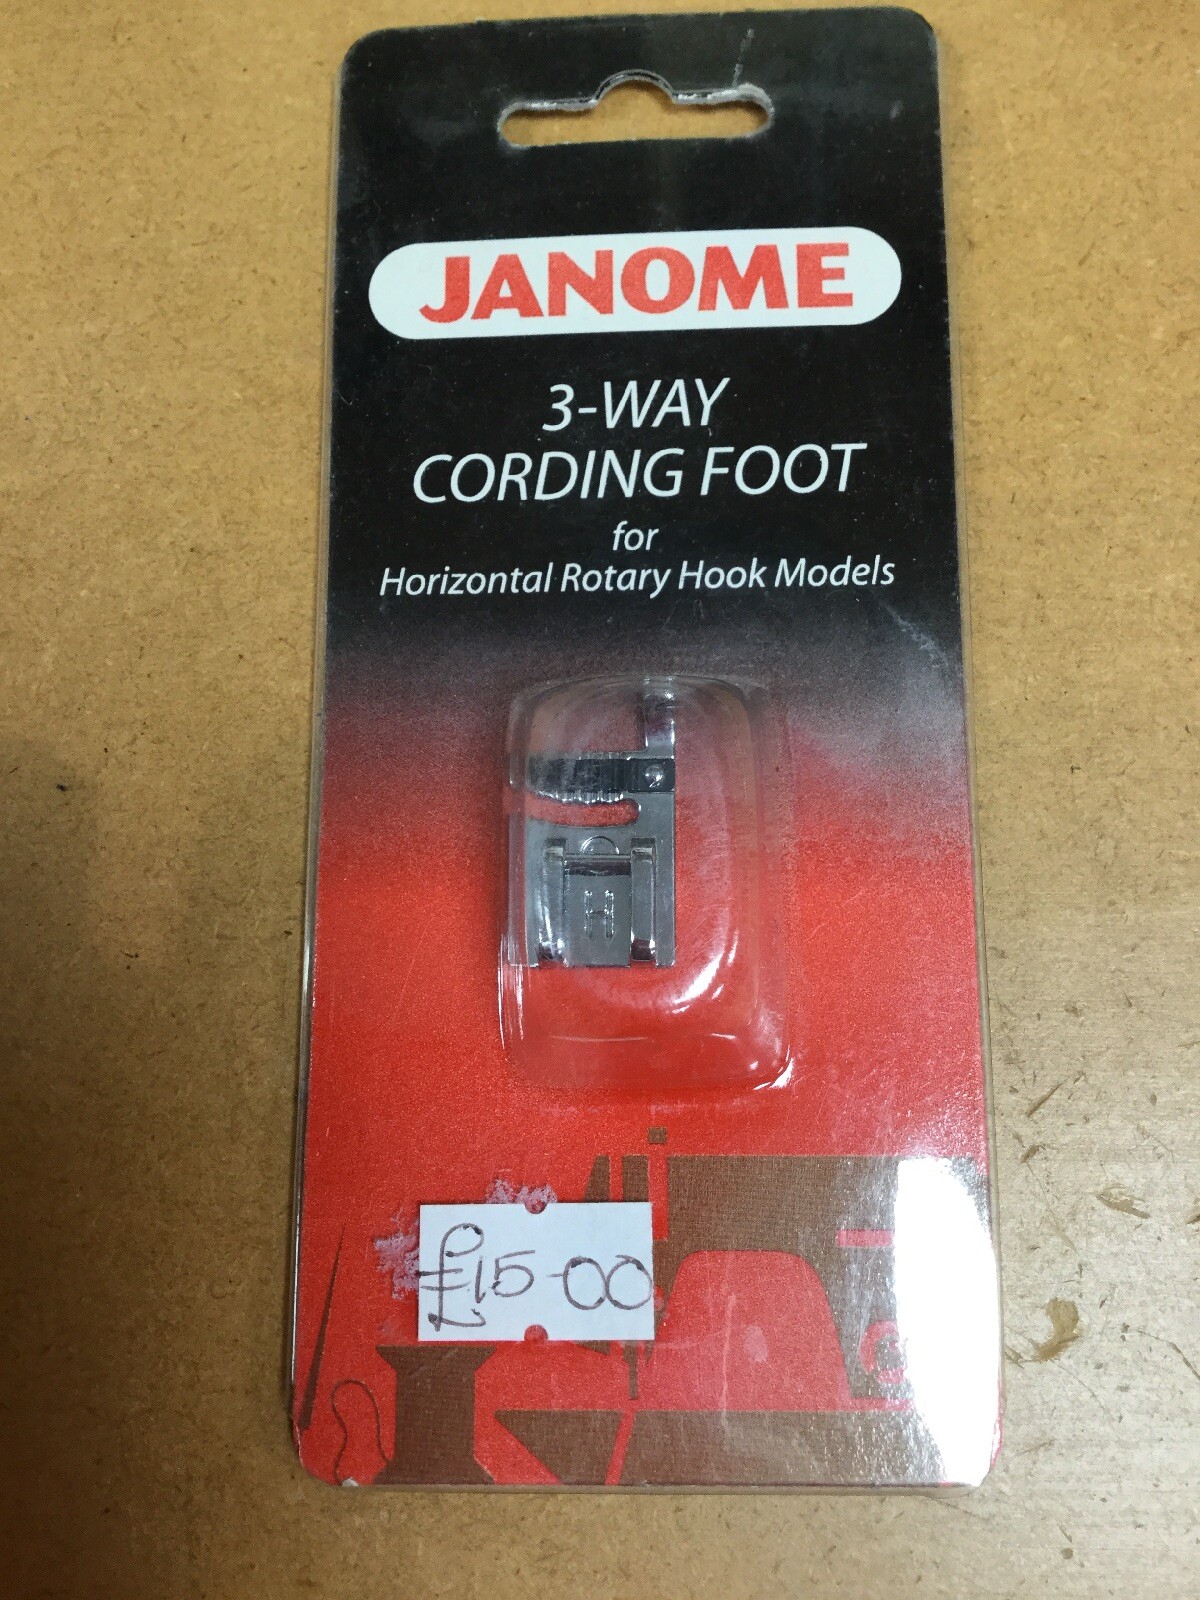 JANOME
3-WAY
CORDING FOOT
for
Horizontal Rotary Hook Models
H
£15-00